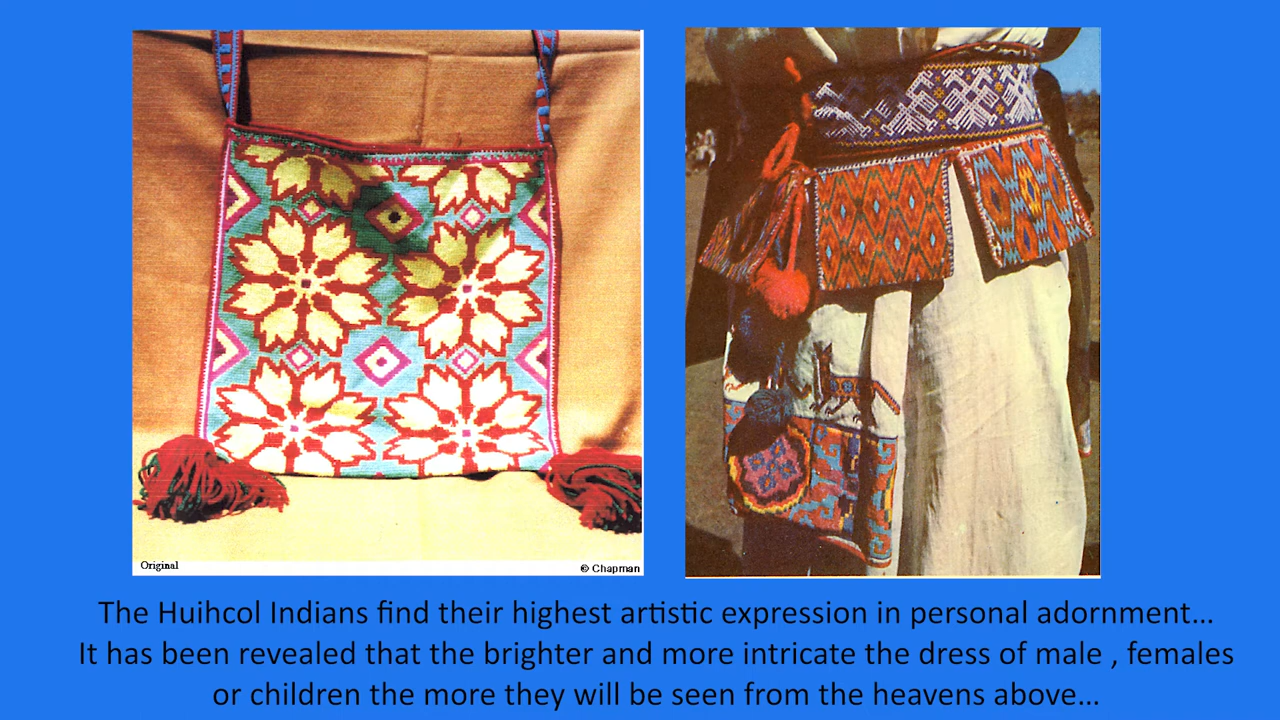 Original
© Chapman
The Huihcol Indians find their highest artistic expression in personal adornment...
It has been revealed that the brighter and more intricate the dress of male , females
or children the more they will be seen from the heavens above...